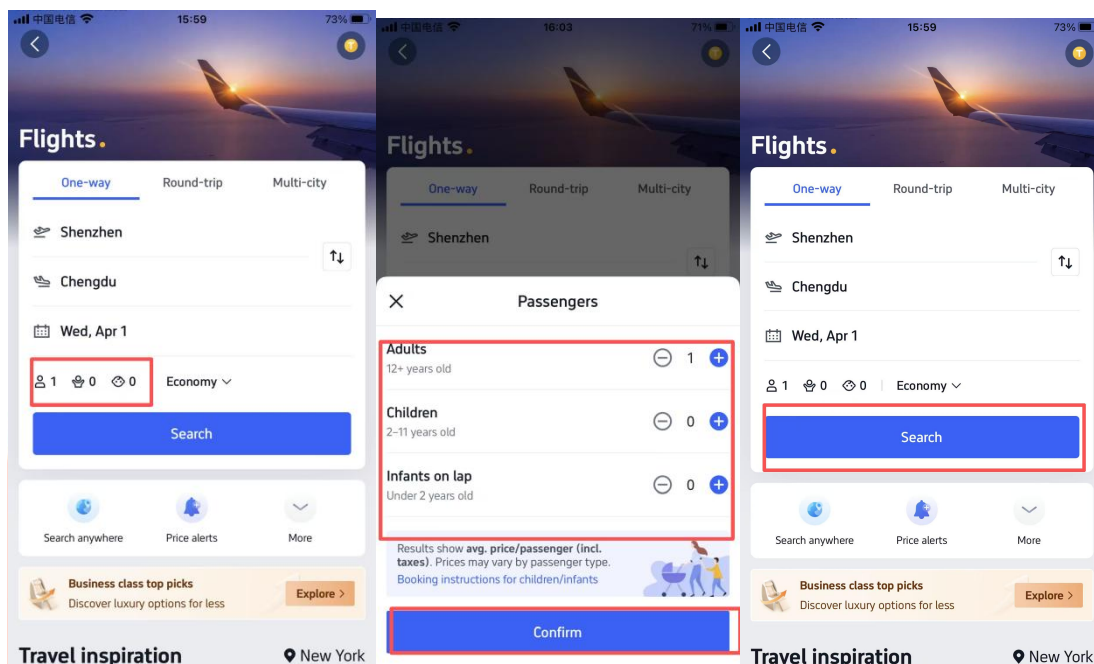 中国电信 15:59 73%
T
Flights.
One-way Round-trip Multi-city
Shenzhen
Chengdu
Wed, Apr 1
1 0 0 Economy
Search
Search anywhere Price alerts More
Business class top picks
Discover luxury options for less
Explore >
Travel inspiration New York
中国电信 16:03 71%
T
Flights.
One-way Round-trip Multi-city
Shenzhen
Passengers
Adults
12+ years old
1
Children
2–11 years old
0
Infants on lap
Under 2 years old
0
Results show avg. price/passenger (incl.
taxes). Prices may vary by passenger type.
Booking instructions for children/infants
Confirm
中国电信 15:59 73%
T
Flights.
One-way Round-trip Multi-city
Shenzhen
Chengdu
Wed, Apr 1
1 0 0 Economy
Search
Search anywhere Price alerts More
Business class top picks
Discover luxury options for less
Explore >
Travel inspiration New York